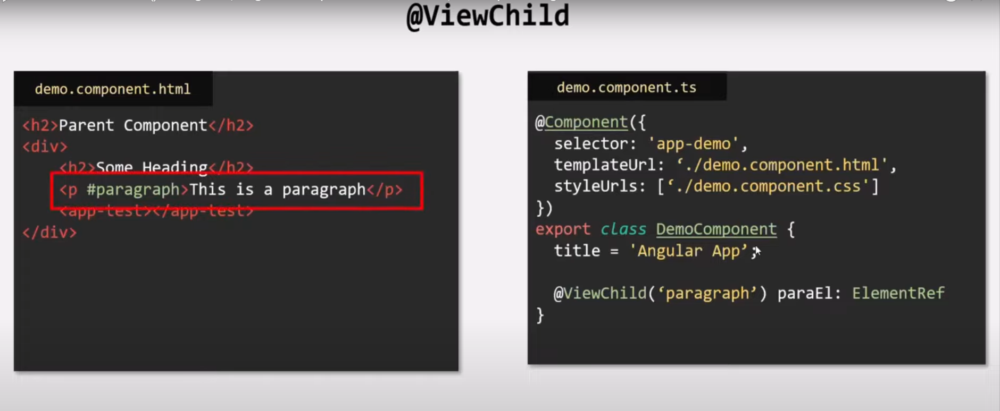 @ViewChild
demo.component.html
<h2>Parent Component</h2>
<div>
    <h2>Some Heading</h2>
    <p #paragraph>This is a paragraph</p>
    <app-test></app-test>
</div>
demo.component.ts
@Component({
  selector: 'app-demo',
  templateUrl: ‘./demo.component.html',
  styleUrls: [‘./demo.component.css']
})
export class DemoComponent {
  title = 'Angular App’;
  @ViewChild(‘paragraph’) paraEl: ElementRef
}